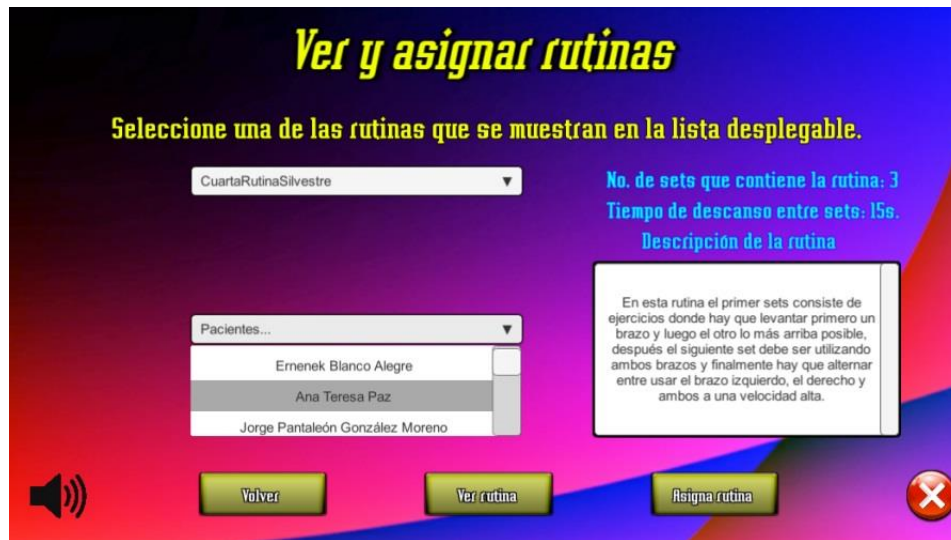 Ver y asignar rutinas
Seleccione una de las rutinas que se muestran en la lista desplegable.
CuartaRutinaSilvestre
No. de sets que contiene la rutina: 3
Tiempo de descanso entre sets: 15s.
Descripción de la rutina
En esta rutina el primer sets consiste de
ejercicios donde hay que levantar primero un
brazo y luego el otro lo más arriba posible,
después el siguiente set debe ser utilizando
ambos brazos y finalmente hay que alternar
entre usar el brazo izquierdo, el derecho y
ambos a una velocidad alta.
Pacientes...
Ernenek Blanco Alegre
Ana Teresa Paz
Jorge Pantaleón González Moreno
Volver
Ver rutina
Asigna rutina